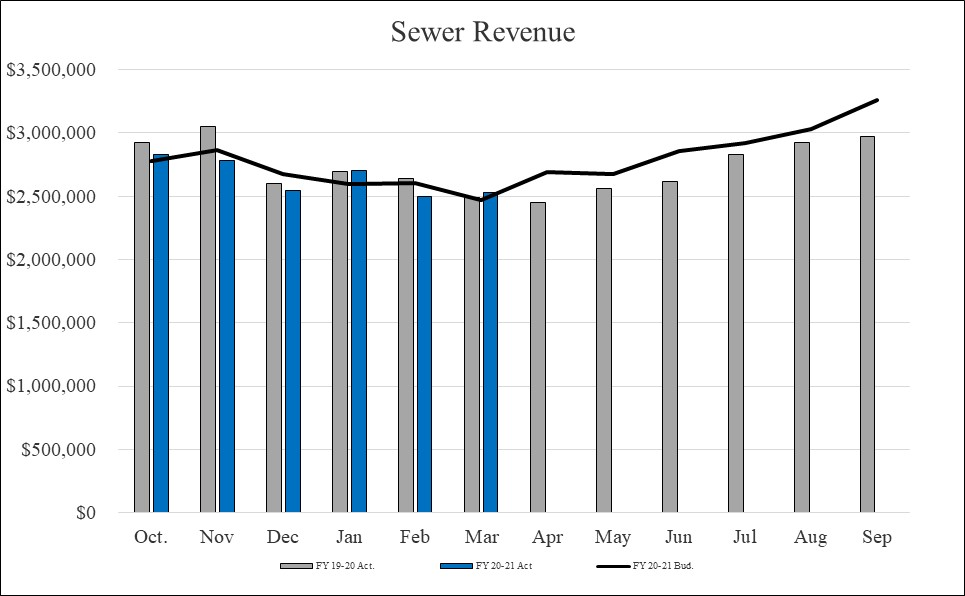 Sewer Revenue
$3,500,000
$3,000,000
$2,500,000
$2,000,000
$1,500,000
$1,000,000
$500,000
$0
Oct. Nov Dec Jan Feb Mar Apr May Jun Jul Aug Sep
FY 19-20 Act. FY 20-21 Act FY 20-21 Bud.